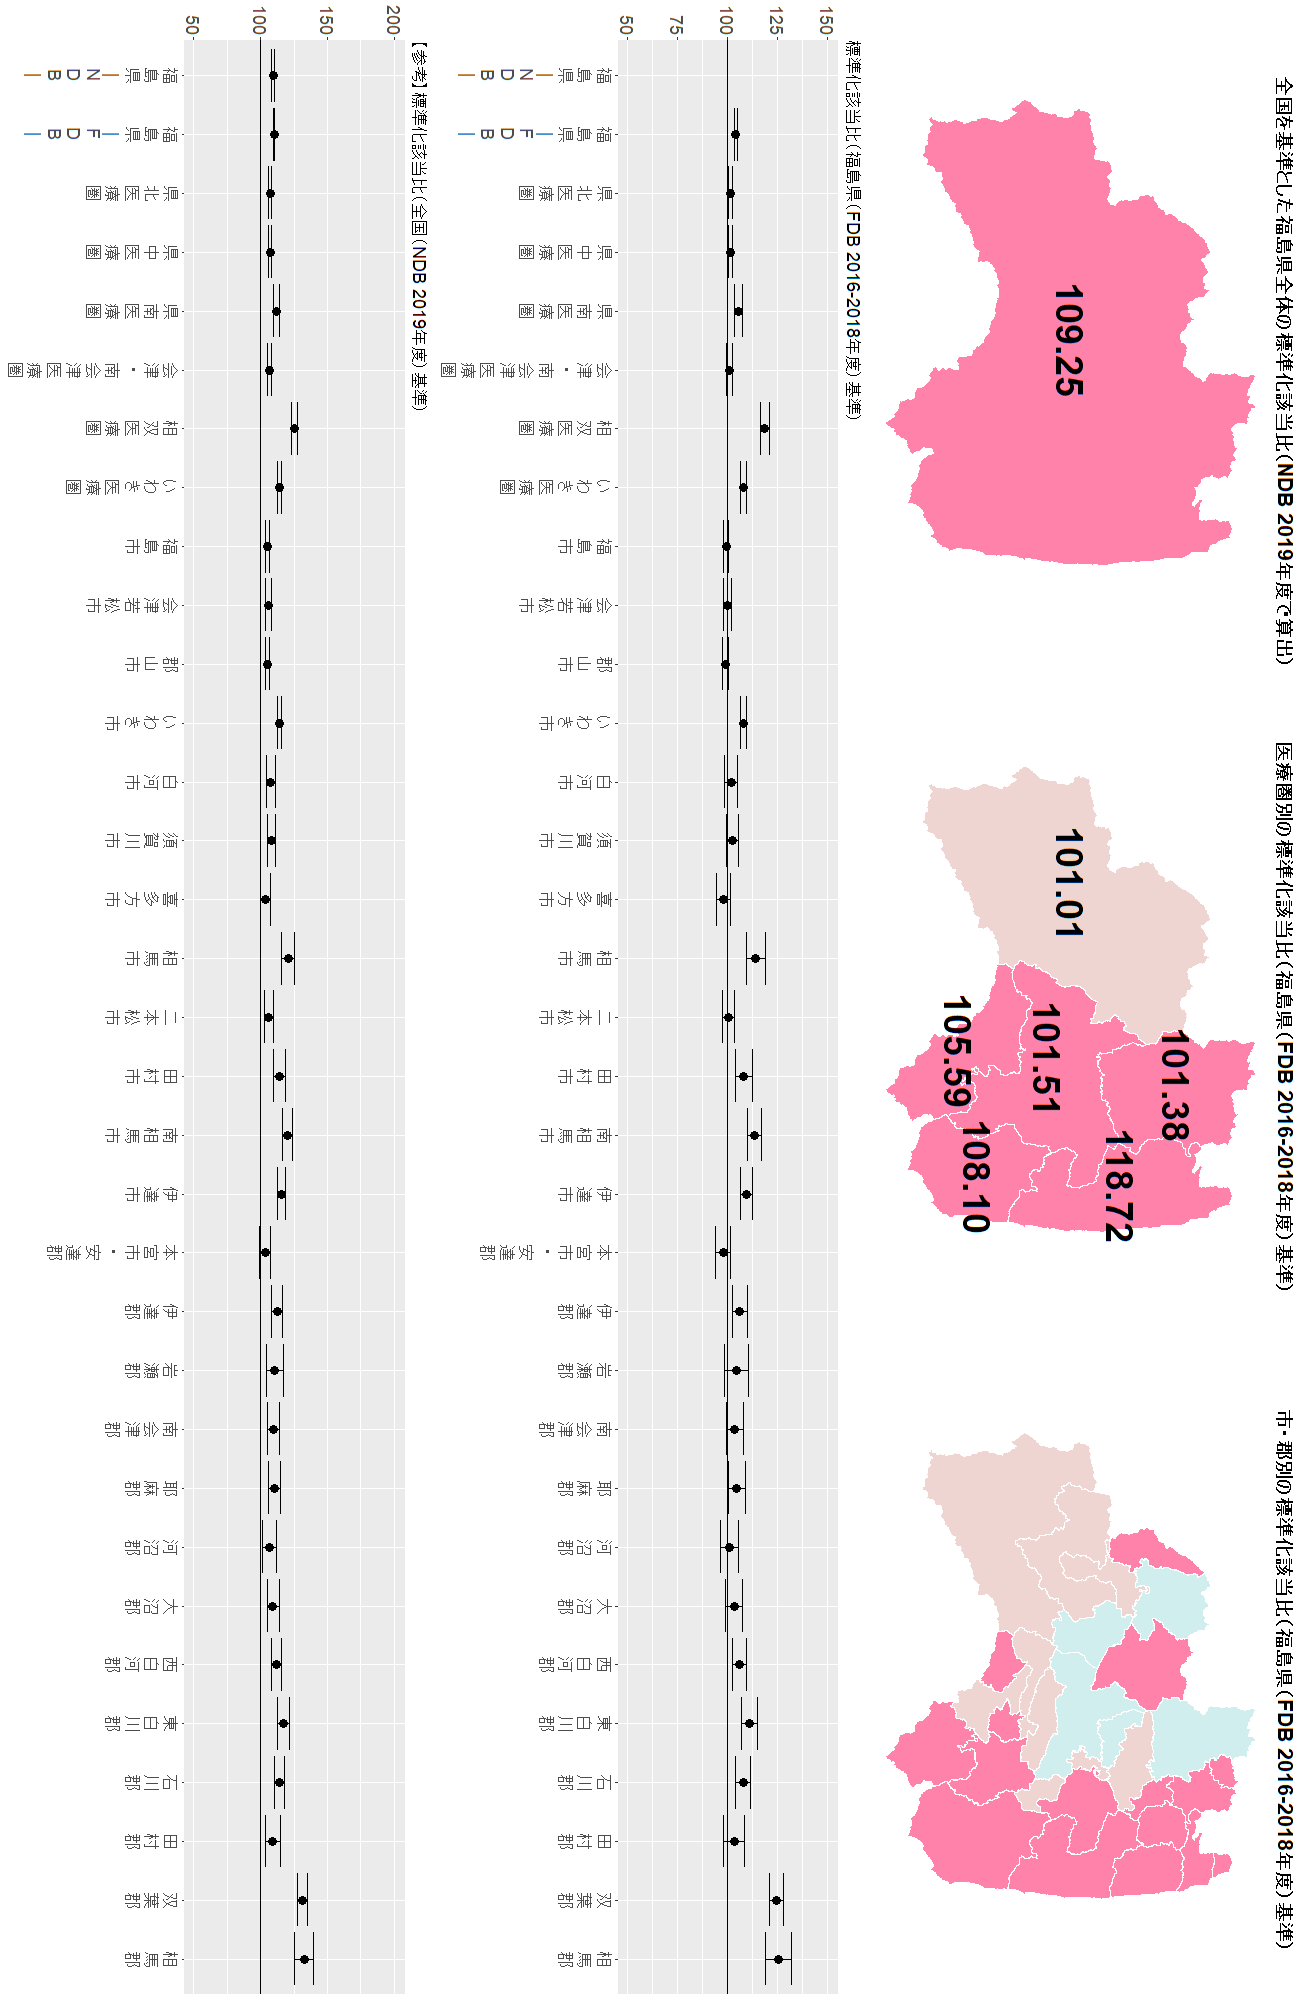 全国を基準とした福島県全体の標準化該当比(NDB 2019年度で算出)
109.25
医療圏別の標準化該当比(福島県(FDB 2016-2018年度)基準)
101.01
101.38
101.51
105.59
118.72
108.10
市・郡別の標準化該当比(福島県(FDB 2016-2018年度)基準)
標準化該当比(福島県(FDB 2016-2018年度)基準)
150
125
100
75
50
福島県｜NDB｜
福島県｜FDB｜
県北医療圏
県中医療圏
県南医療圏
会津・南会津医療圏
相双医療圏
いわき医療圏
福島市
会津若松市
郡山市
いわき市
白河市
須賀川市
喜多方市
相馬市
二本松市
田村市
南相馬市
伊達市
本宮市・安達郡
伊達郡
岩瀬郡
南会津郡
耶麻郡
河沼郡
大沼郡
西白河郡
東白川郡
石川郡
田村郡
双葉郡
相馬郡
【参考】標準化該当比(全国(NDB 2019年度)基準)
200
150
100
50
福島県｜NDB｜
福島県｜FDB｜
県北医療圏
県中医療圏
県南医療圏
会津・南会津医療圏
相双医療圏
いわき医療圏
福島市
会津若松市
郡山市
いわき市
白河市
須賀川市
喜多方市
相馬市
二本松市
田村市
南相馬市
伊達市
本宮市・安達郡
伊達郡
岩瀬郡
南会津郡
耶麻郡
河沼郡
大沼郡
西白河郡
東白川郡
石川郡
田村郡
双葉郡
相馬郡